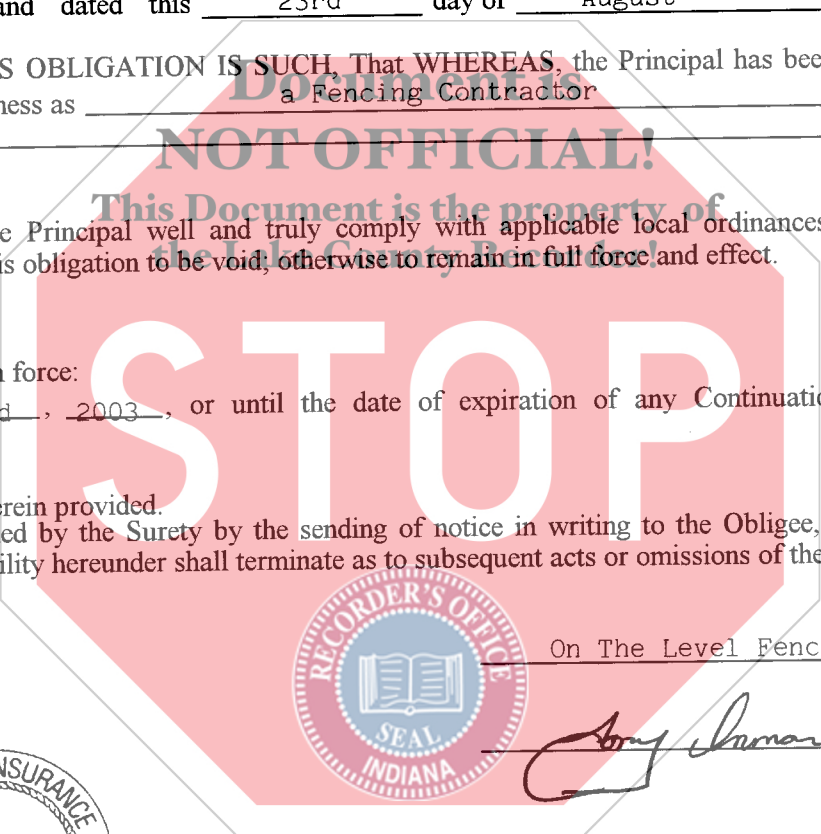 and dated this 23rd day of August
S OBLIGATION IS SUCH, That WHEREAS, the Principal has bee
Document is
ness as a Fencing Contractor
NOT OFFICIAL!
This Document is the property of
e Principal well and truly comply with applicable local ordinances
the Lake County Recorder!
is obligation to be void; otherwise to remain in full force and effect.
STOP
n force:
d , 2003 , or until the date of expiration of any Continuatio
erein provided.
ed by the Surety by the sending of notice in writing to the Obligee,
ility hereunder shall terminate as to subsequent acts or omissions of the
RECORDER'S OFFICE
SEAL
INDIANA
On The Level Fenc
Tony Inman
NSURANCE